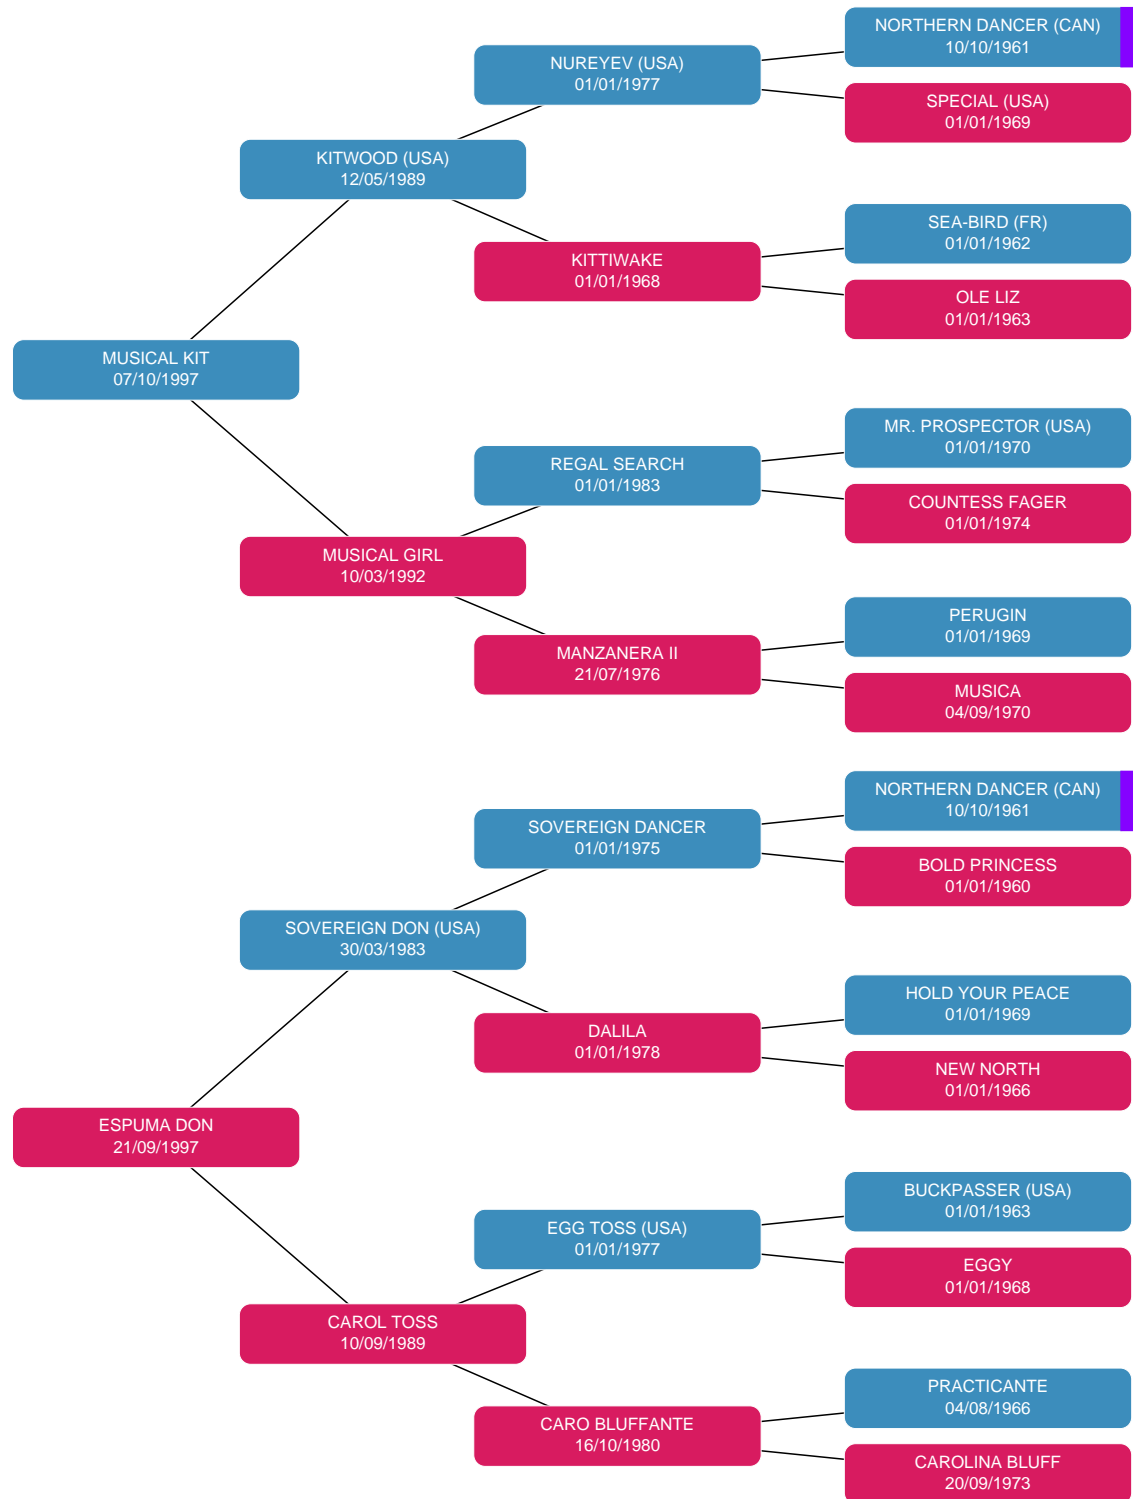 NORTHERN DANCER (CAN)
10/10/1961
NUREYEV (USA)
01/01/1977
SPECIAL (USA)
01/01/1969
KITWOOD (USA)
12/05/1989
SEA-BIRD (FR)
01/01/1962
KITTIWAKE
01/01/1968
OLE LIZ
01/01/1963
MUSICAL KIT
07/10/1997
MR. PROSPECTOR (USA)
01/01/1970
REGAL SEARCH
01/01/1983
COUNTESS FAGER
01/01/1974
MUSICAL GIRL
10/03/1992
PERUGIN
01/01/1969
MANZANERA II
21/07/1976
MUSICA
04/09/1970
NORTHERN DANCER (CAN)
10/10/1961
SOVEREIGN DANCER
01/01/1975
BOLD PRINCESS
01/01/1960
SOVEREIGN DON (USA)
30/03/1983
HOLD YOUR PEACE
01/01/1969
DALILA
01/01/1978
NEW NORTH
01/01/1966
ESPUMA DON
21/09/1997
BUCKPASSER (USA)
01/01/1963
EGG TOSS (USA)
01/01/1977
EGGY
01/01/1968
CAROL TOSS
10/09/1989
PRACTICANTE
04/08/1966
CARO BLUFFANTE
16/10/1980
CAROLINA BLUFF
20/09/1973